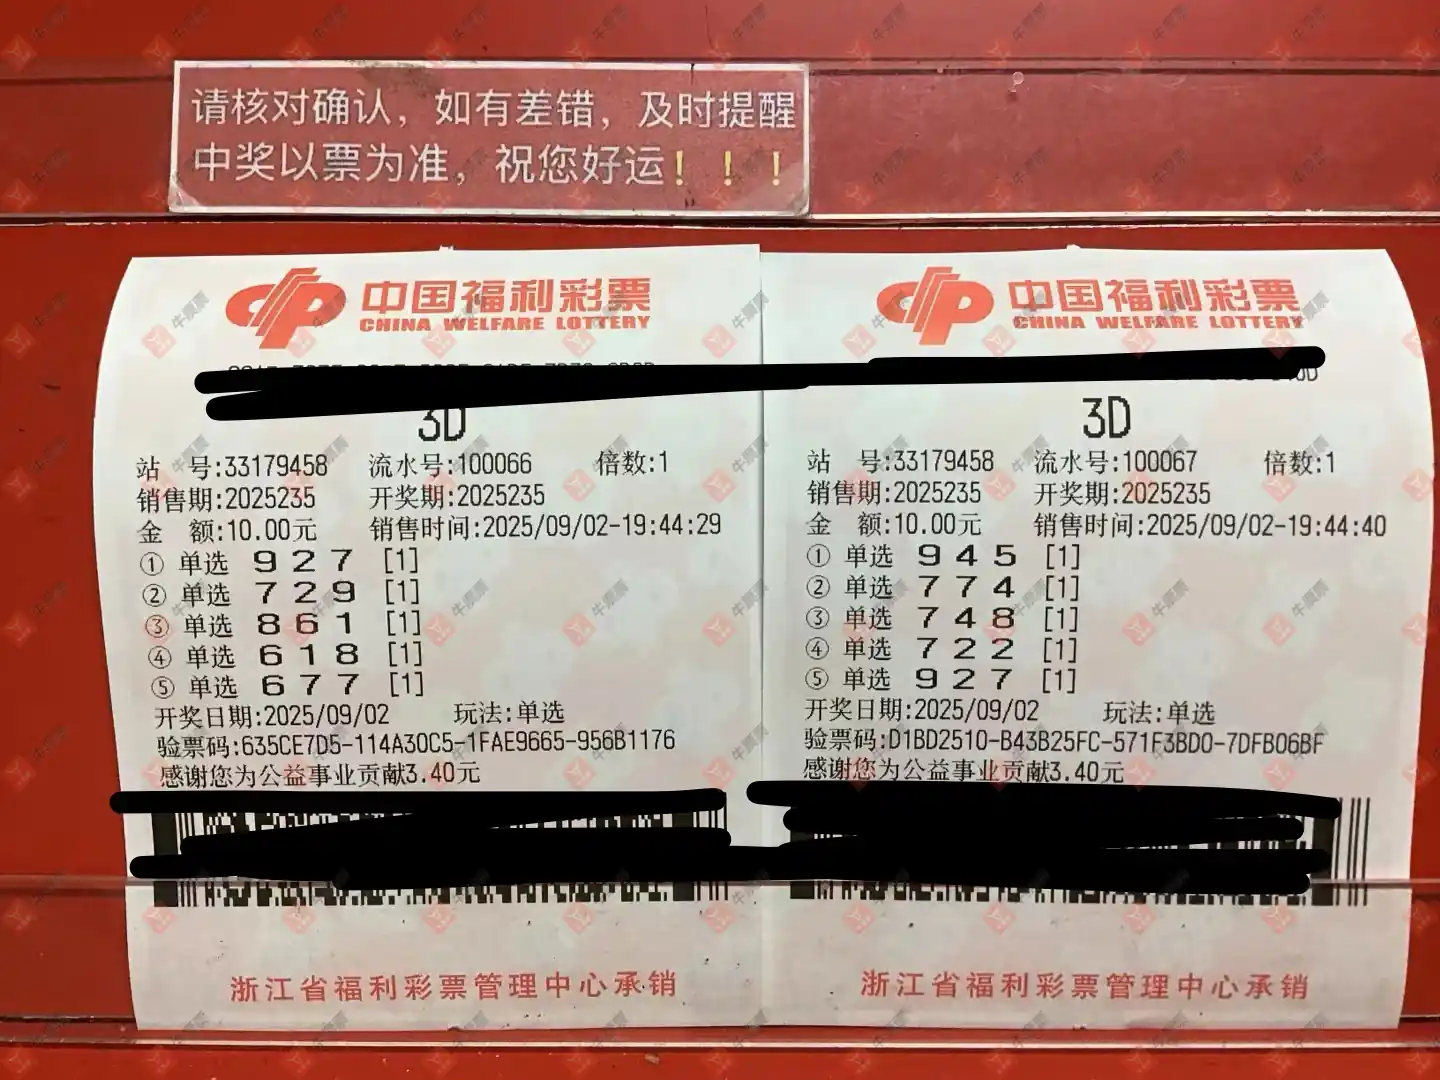 请核对确认，如有差错，及时提醒
中奖以票为准，祝您好运！！！
中国福利彩票
CHINA WELFARE LOTTERY
3D
站 号:33179458 流水号:100066 倍数:1
销售期:2025235 开奖期:2025235
金 额:10.00元 销售时间:2025/09/02-19:44:29
① 单选 9 2 7 [1]
② 单选 7 2 9 [1]
③ 单选 8 6 1 [1]
④ 单选 6 1 8 [1]
⑤ 单选 6 7 7 [1]
开奖日期:2025/09/02 玩法:单选
验票码:635CE7D5-114A30C5-1FAE9665-956B1176
感谢您为公益事业贡献3.40元
浙江省福利彩票管理中心承销
中国福利彩票
CHINA WELFARE LOTTERY
3D
站 号:33179458 流水号:100067 倍数:1
销售期:2025235 开奖期:2025235
金 额:10.00元 销售时间:2025/09/02-19:44:40
① 单选 9 4 5 [1]
② 单选 7 7 4 [1]
③ 单选 7 4 8 [1]
④ 单选 7 2 2 [1]
⑤ 单选 9 2 7 [1]
开奖日期:2025/09/02 玩法:单选
验票码:D1BD2510-B43B25FC-571F3BD0-7DFB06BF
感谢您为公益事业贡献3.40元
浙江省福利彩票管理中心承销